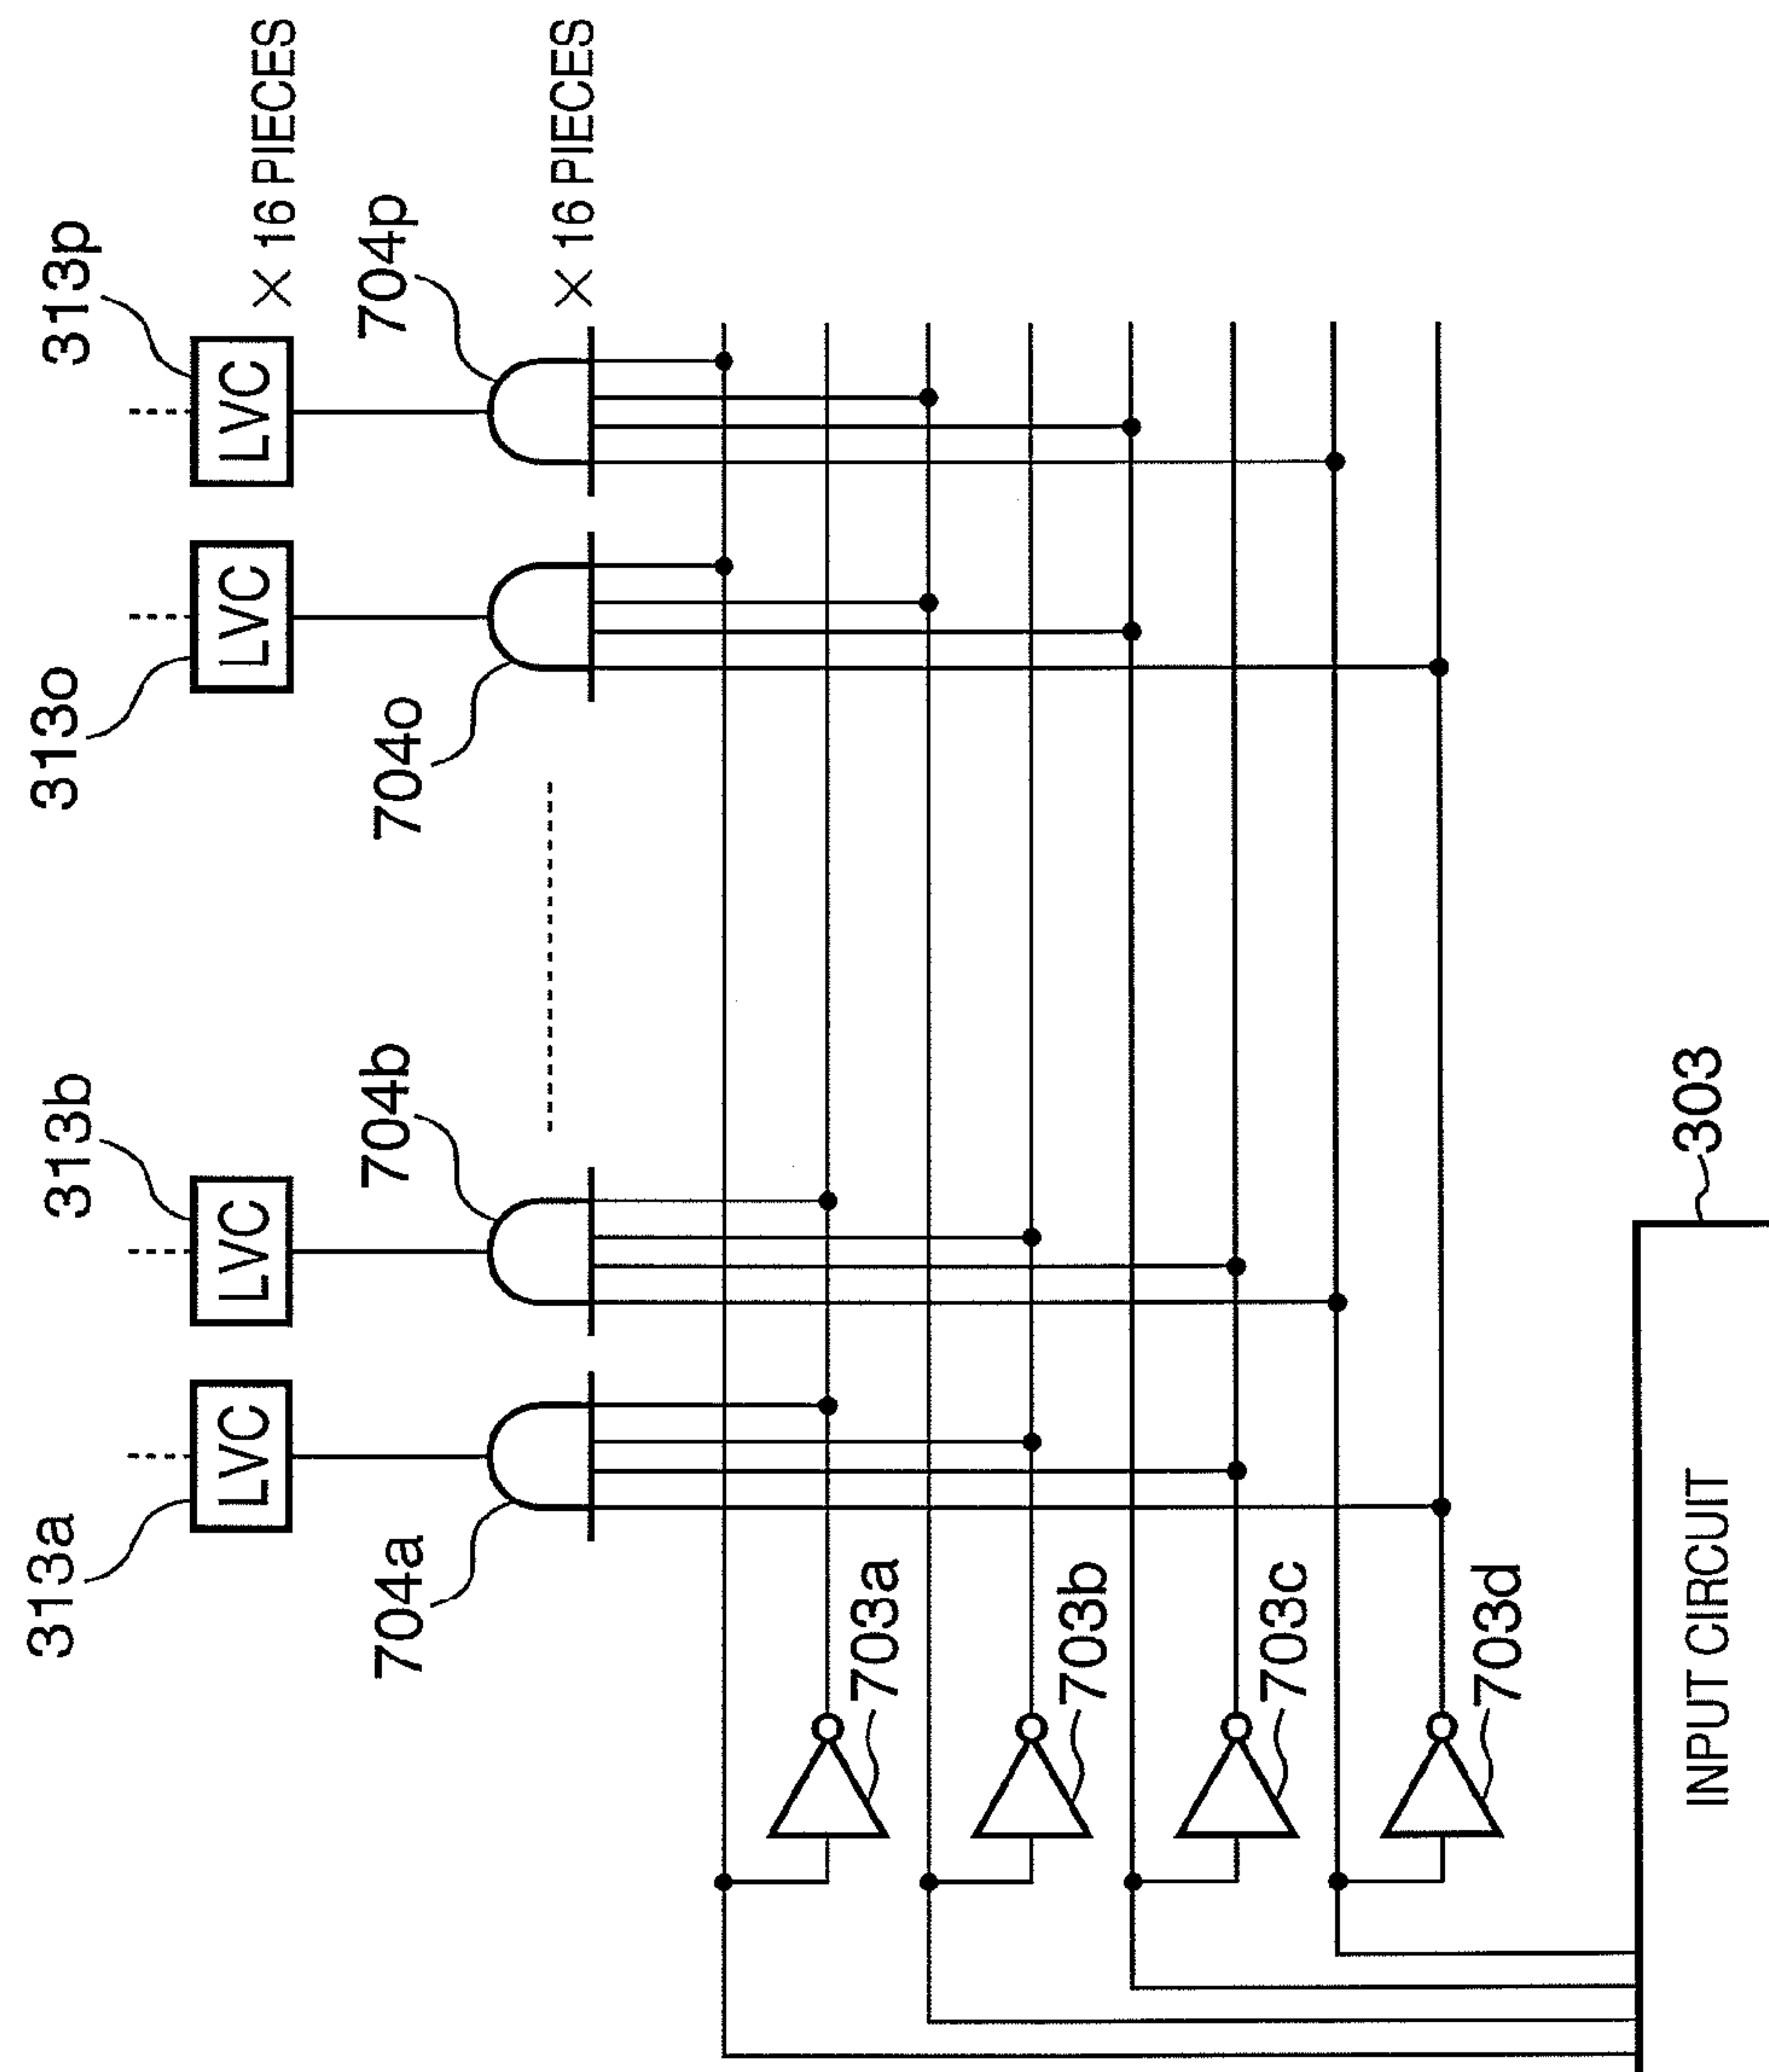 313a
313b
313o
313p
LVC
LVC
LVC
LVC
× 16 PIECES
704a
704b
704o
704p
× 16 PIECES
703a
703b
703c
703d
303
INPUT CIRCUIT